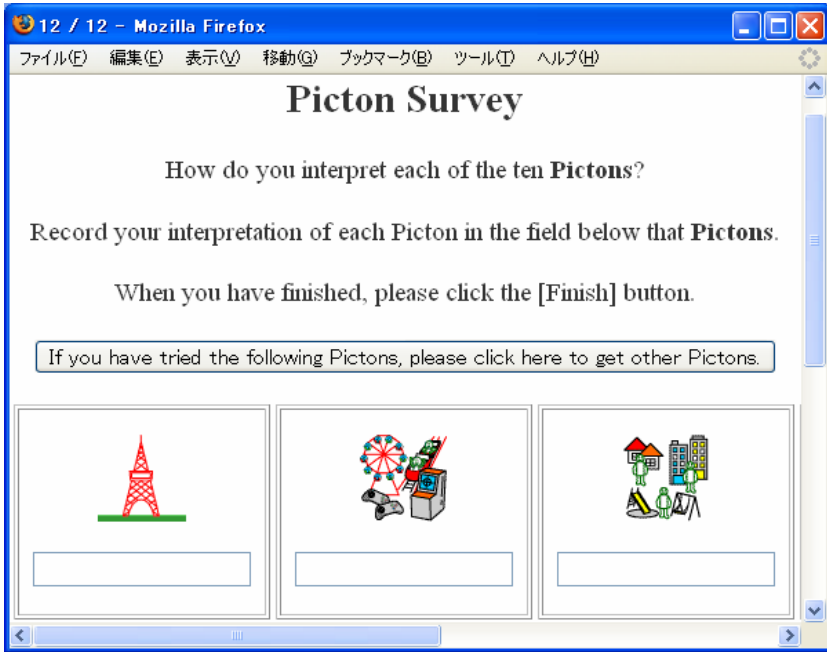 12 / 12 - Mozilla Firefox
ファイル(F) 編集(E) 表示(V) 移動(G) ブックマーク(B) ツール(T) ヘルプ(H)
Picton Survey
How do you interpret each of the ten Pictons?
Record your interpretation of each Picton in the field below that Pictons.
When you have finished, please click the [Finish] button.
If you have tried the following Pictons, please click here to get other Pictons.